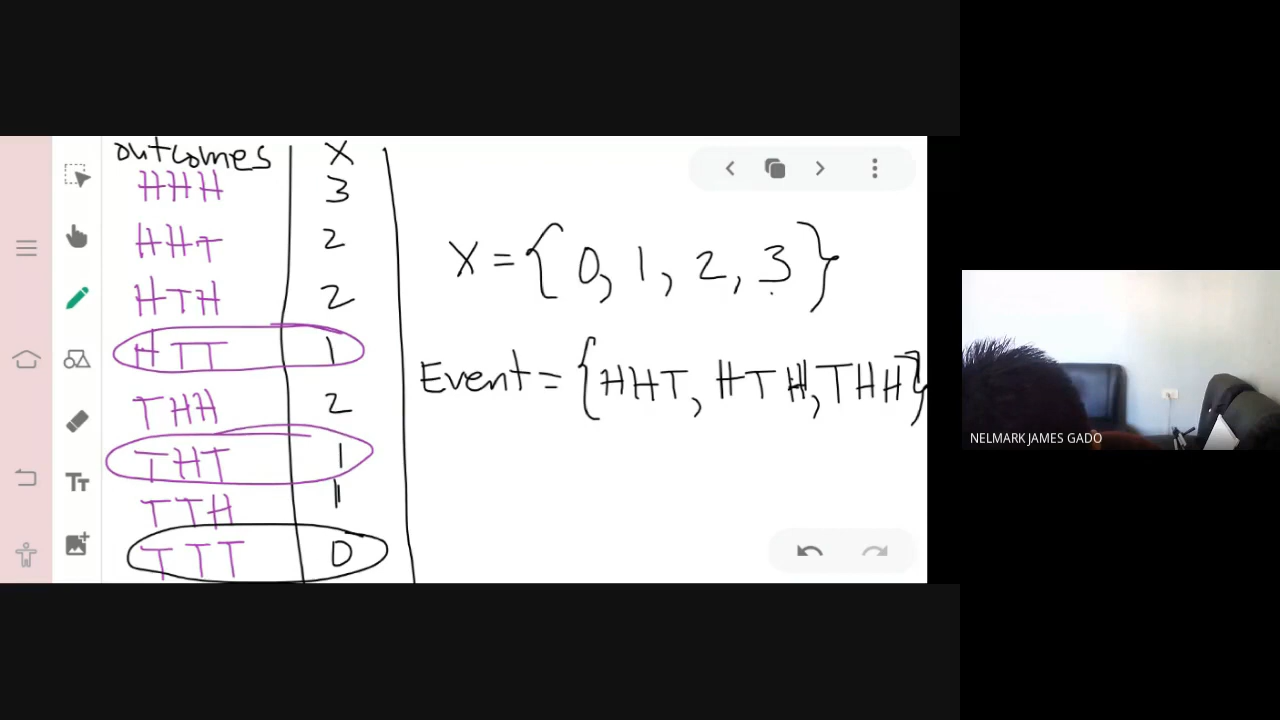 outcomes X
HHH 3
HHT 2
HTH 2
HTT 1
THH 2
THT 1
TTH 1
TTT 0
X = { 0, 1, 2, 3 }
Event = { HHT, HTH, THH }
TT
NELMARK JAMES GADO